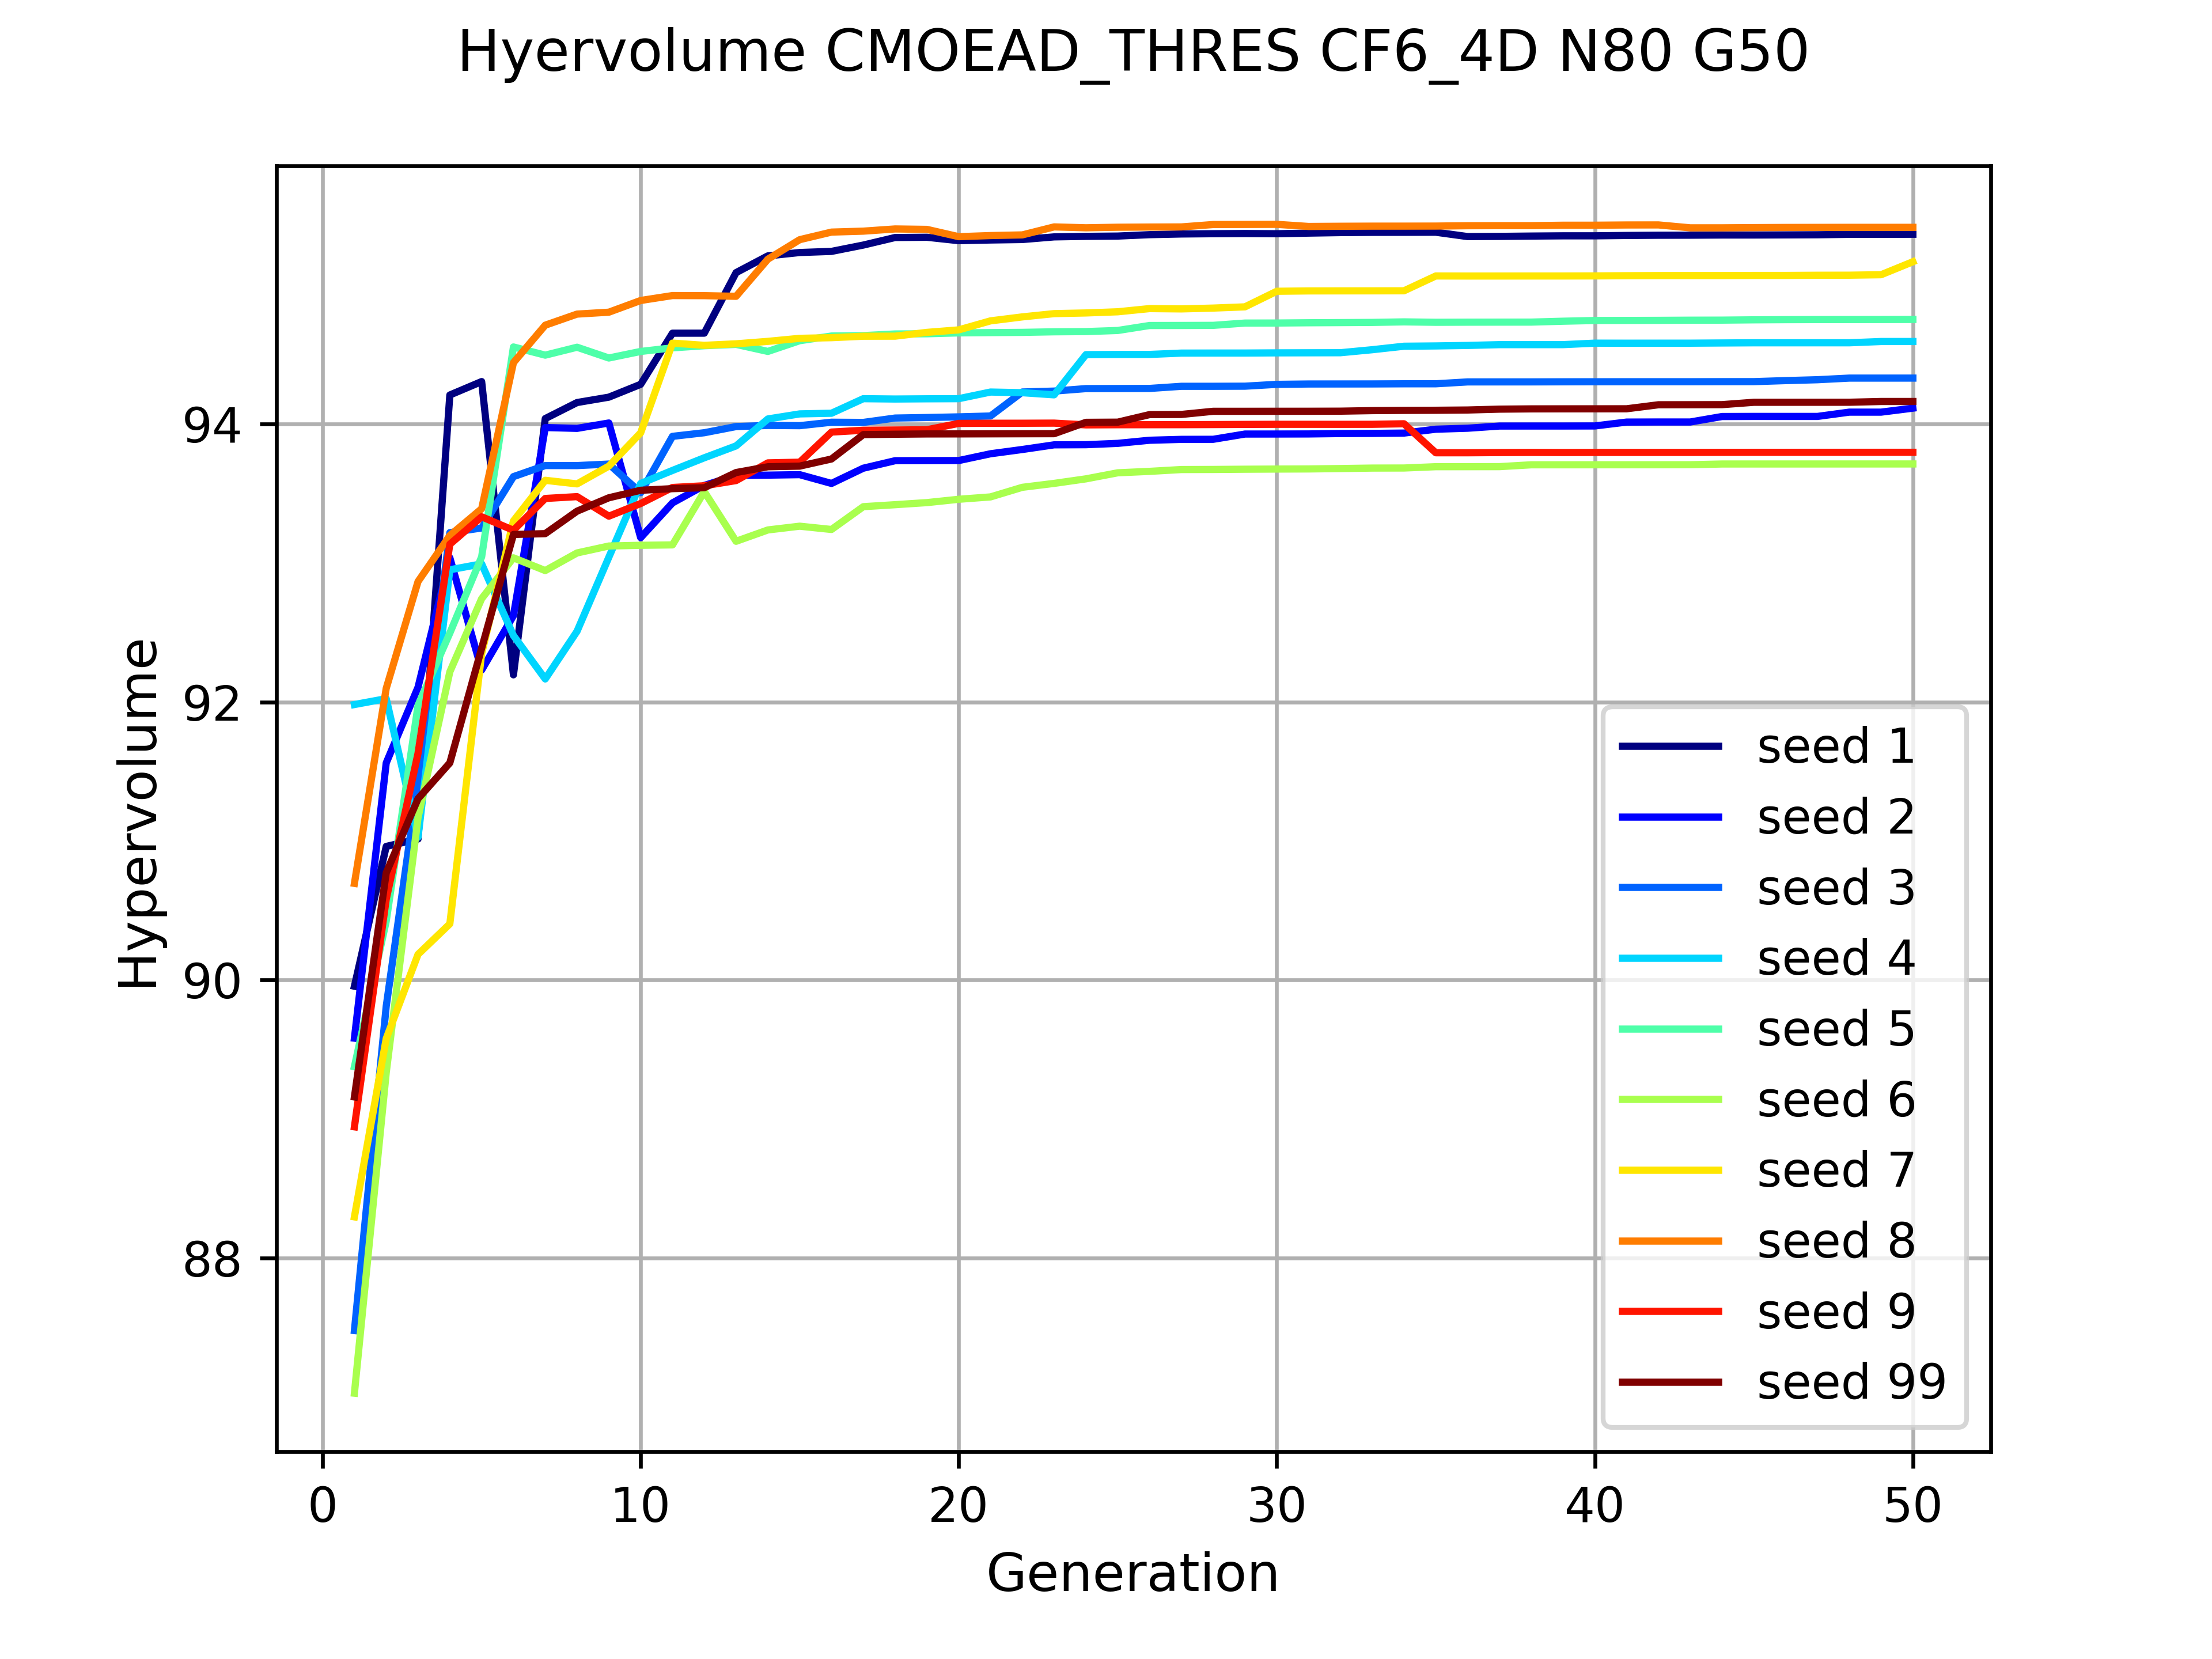 Hyervolume CMOEAD_THRES CF6_4D N80 G50
Hypervolume
94
92
90
88
0 10 20 30 40 50
Generation
seed 1
seed 2
seed 3
seed 4
seed 5
seed 6
seed 7
seed 8
seed 9
seed 99